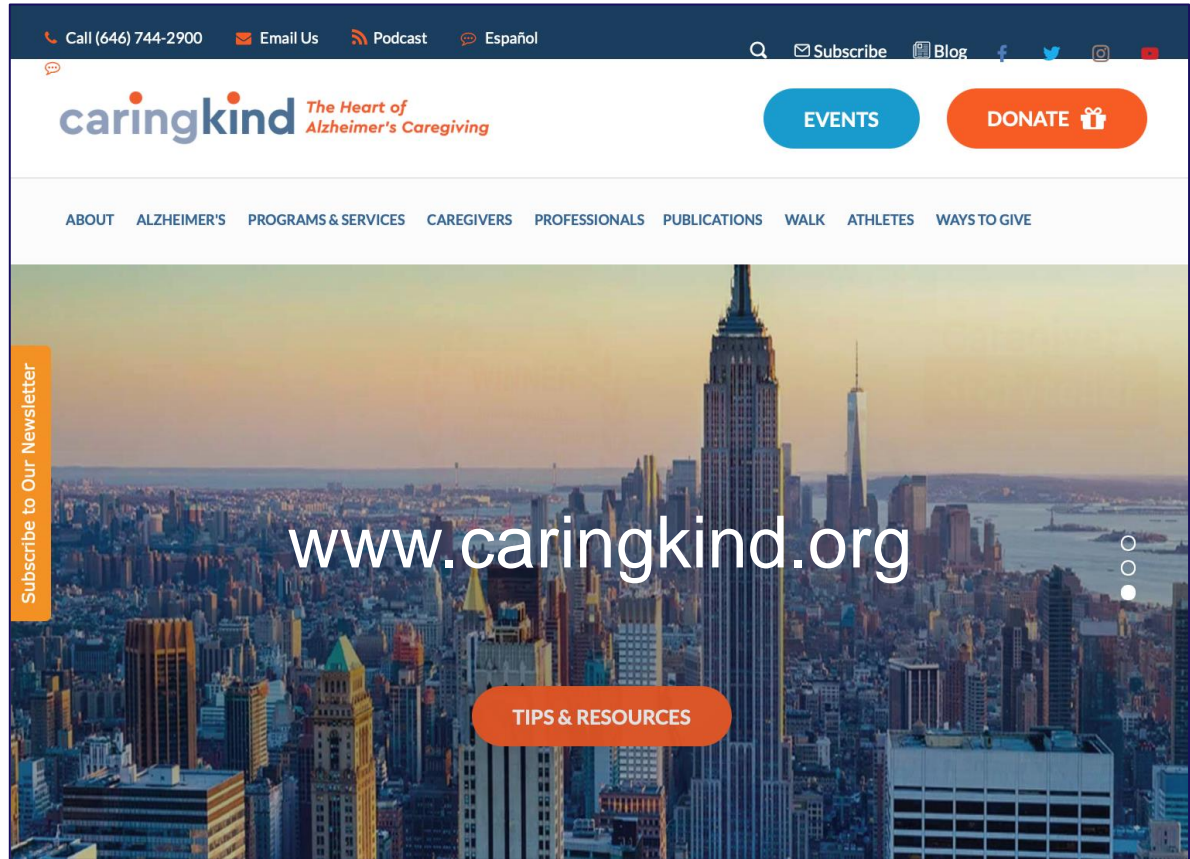 Call (646) 744-2900 Email Us Podcast Español
Subscribe Blog
caringkind The Heart of
Alzheimer's Caregiving
EVENTS DONATE
ABOUT ALZHEIMER'S PROGRAMS & SERVICES CAREGIVERS PROFESSIONALS PUBLICATIONS WALK ATHLETES WAYS TO GIVE
Subscribe to Our Newsletter
www.caringkind.org
TIPS & RESOURCES